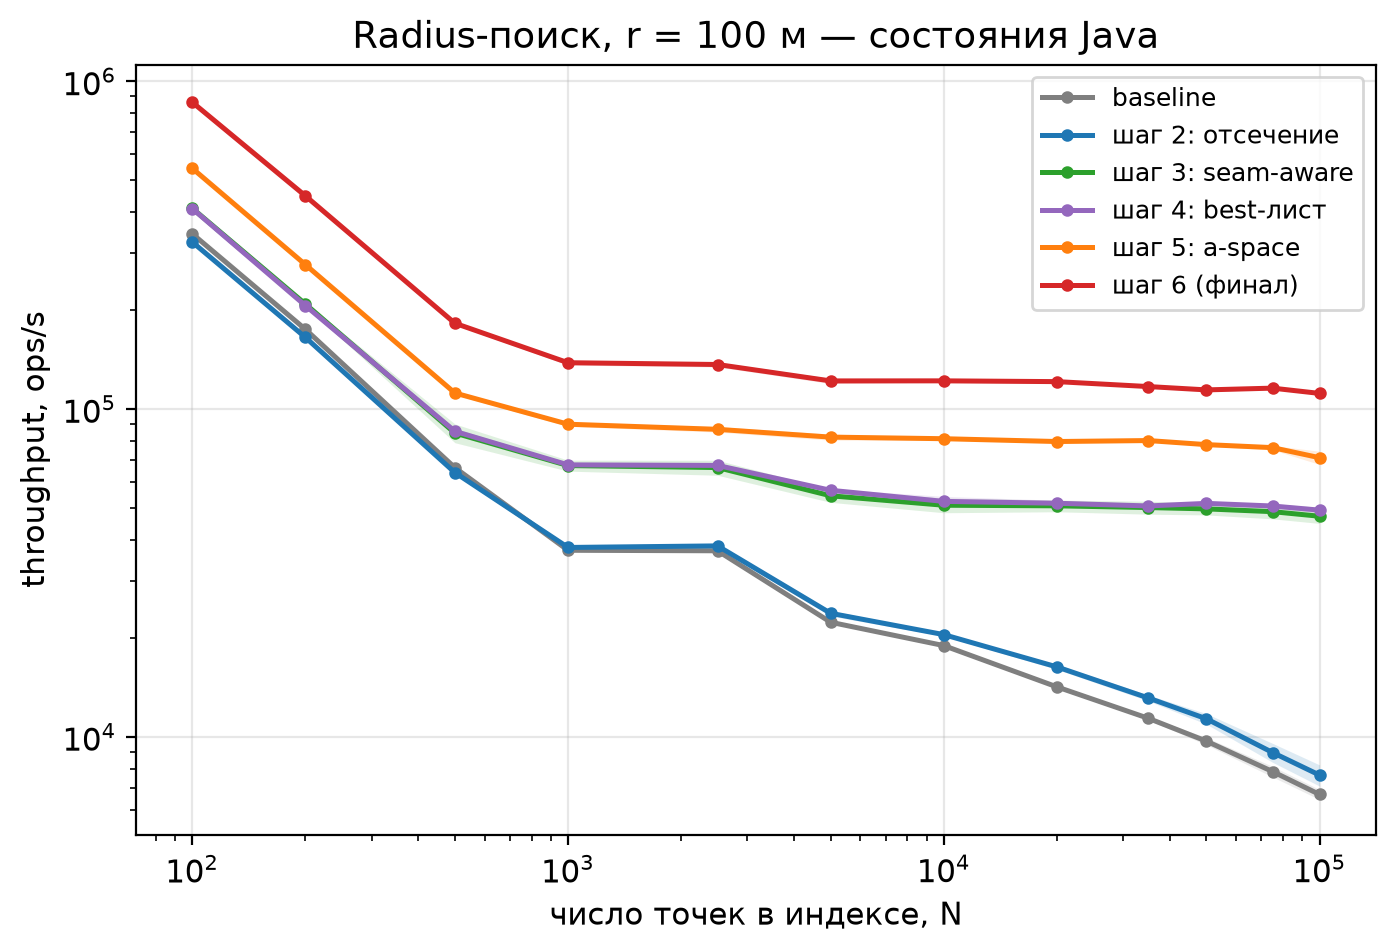 Radius-поиск, r = 100 м — состояния Java
throughput, ops/s
10⁶
10⁵
10⁴
baseline
шаг 2: отсечение
шаг 3: seam-aware
шаг 4: best-лист
шаг 5: a-space
шаг 6 (финал)
10² 10³ 10⁴ 10⁵
число точек в индексе, N